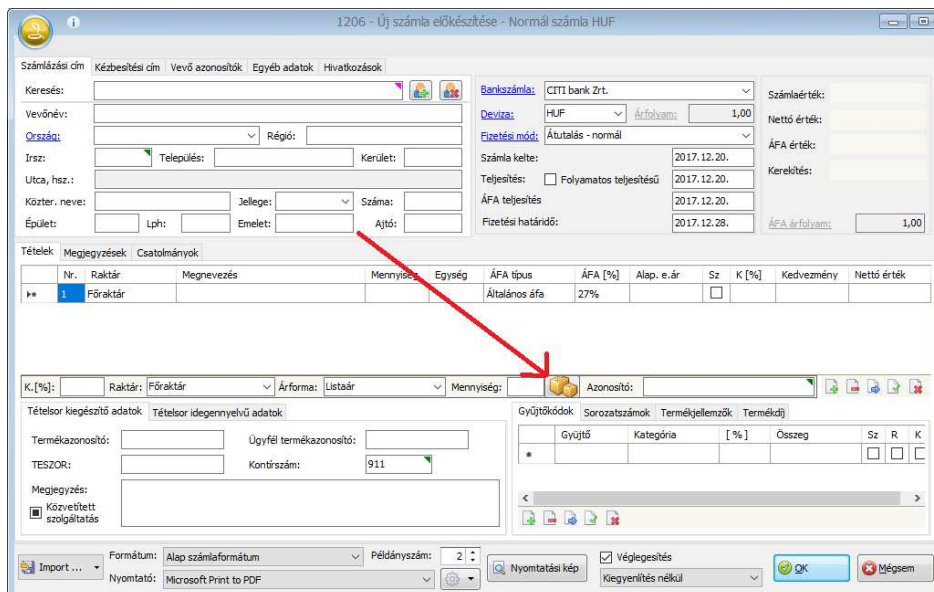 1206 - Új számla előkészítése - Normál számla HUF
Számlázási cím Kézbesítési cím Vevő azonosítók Egyéb adatok Hivatkozások
Keresés:
Vevőnév:
Ország: Régió:
Irsz: Település: Kerület:
Utca, hsz.:
Közter. neve: Jellege: Száma:
Épület: Lph: Emelet: Ajtó:
Bankszámla: CITI bank Zrt.
Deviza: HUF Árfolyam: 1,00
Fizetési mód: Átutalás - normál
Számla kelte: 2017.12.20.
Teljesítés: Folyamatos teljesítésű 2017.12.20.
ÁFA teljesítés 2017.12.20.
Fizetési határidő: 2017.12.28.
Számlaérték:
Nettó érték:
ÁFA érték:
Kerekítés:
ÁFA árfolyam: 1,00
Tételek Megjegyzések Csatolmányok
Nr. Raktár Megnevezés Mennyiség Egység ÁFA típus ÁFA [%] Alap. e.ár Sz K [%] Kedvezmény Nettó érték
1 Főraktár Általános áfa 27%
K.[%]: Raktár: Főraktár Árforma: Listaár Mennyiség: Azonosító:
Tételsor kiegészítő adatok Tételsor idegennyelvű adatok
Termékazonosító: Ügyfél termékazonosító:
TESZOR: Kontírszám: 911
Megjegyzés:
Közvetített
szolgáltatás
Gyűjtőkódok Sorozatszámok Termékjellemzők Termékdíj
Gyüjtő Kategória [ %] Összeg Sz R K
Import ... Formátum: Alap számlaformátum Példányszám: 2
Nyomtató: Microsoft Print to PDF
Nyomtatási kép
Véglegesítés
Kiegyenlítés nélkül
OK Mégsem